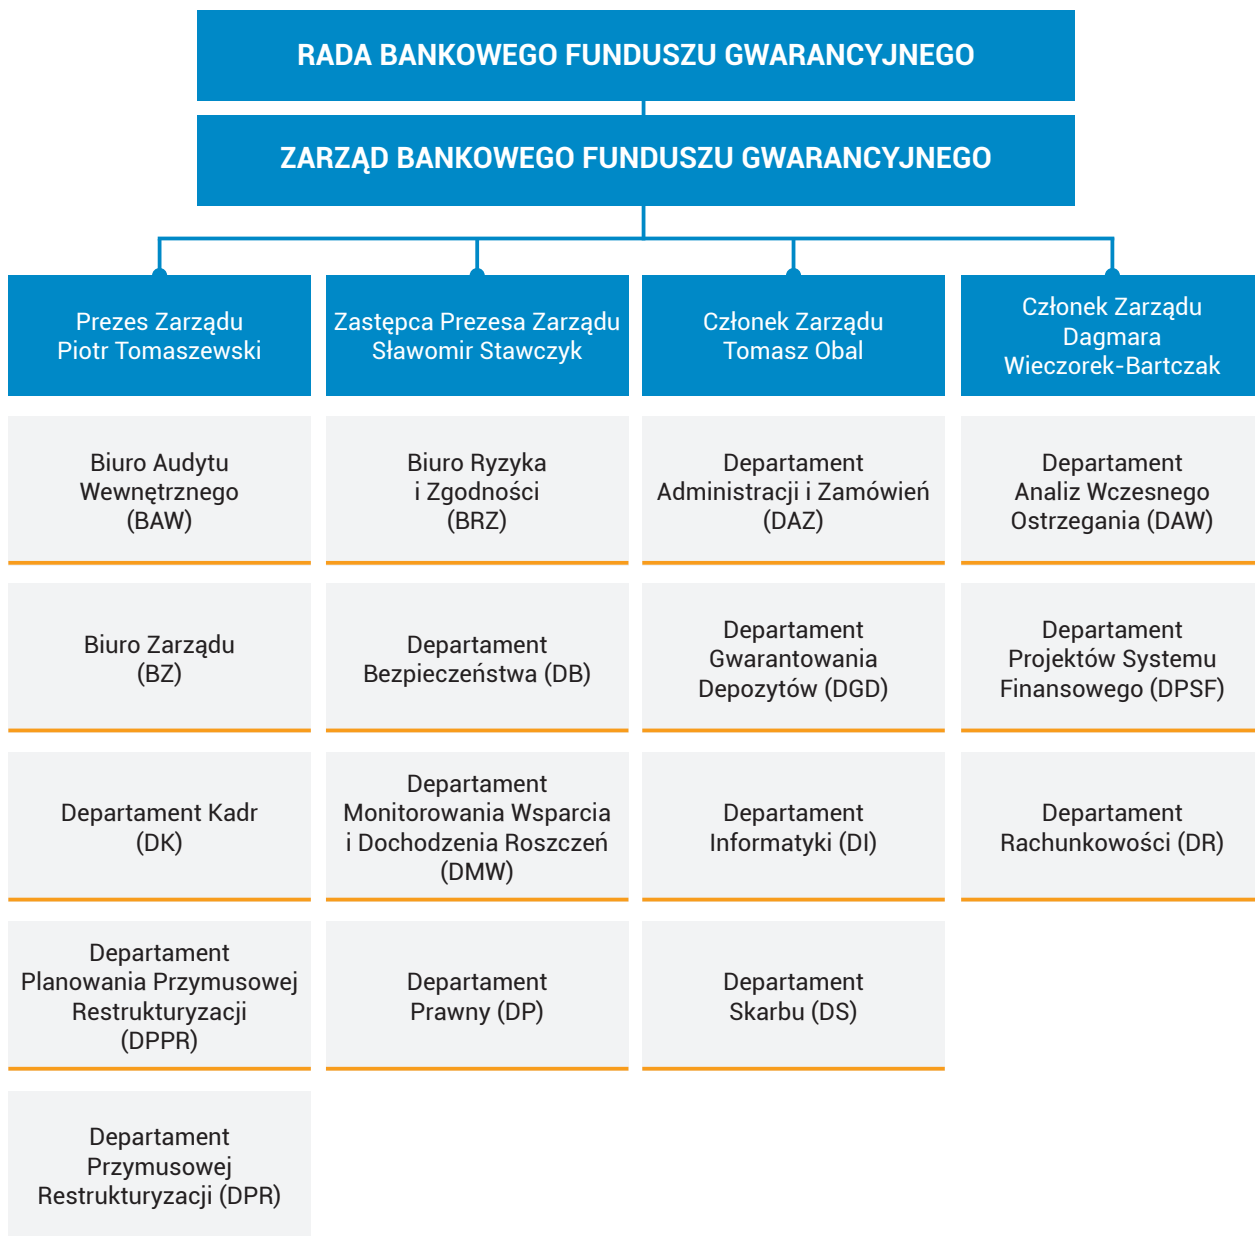 RADA BANKOWEGO FUNDUSZU GWARANCYJNEGO
ZARZĄD BANKOWEGO FUNDUSZU GWARANCYJNEGO
Prezes Zarządu
Piotr Tomaszewski
Zastępca Prezesa Zarządu
Sławomir Stawczyk
Członek Zarządu
Tomasz Obal
Członek Zarządu
Dagmara
Wieczorek-Bartczak
Biuro Audytu
Wewnętrznego
(BAW)
Biuro Ryzyka
i Zgodności
(BRZ)
Departament
Administracji i Zamówień
(DAZ)
Departament
Analiz Wczesnego
Ostrzegania (DAW)
Biuro Zarządu
(BZ)
Departament
Bezpieczeństwa (DB)
Departament
Gwarantowania
Depozytów (DGD)
Departament
Projektów Systemu
Finansowego (DPSF)
Departament Kadr
(DK)
Departament
Monitorowania Wsparcia
i Dochodzenia Roszczeń
(DMW)
Departament
Informatyki (DI)
Departament
Rachunkowości (DR)
Departament
Planowania Przymusowej
Restrukturyzacji
(DPPR)
Departament
Prawny (DP)
Departament
Skarbu (DS)
Departament
Przymusowej
Restrukturyzacji (DPR)